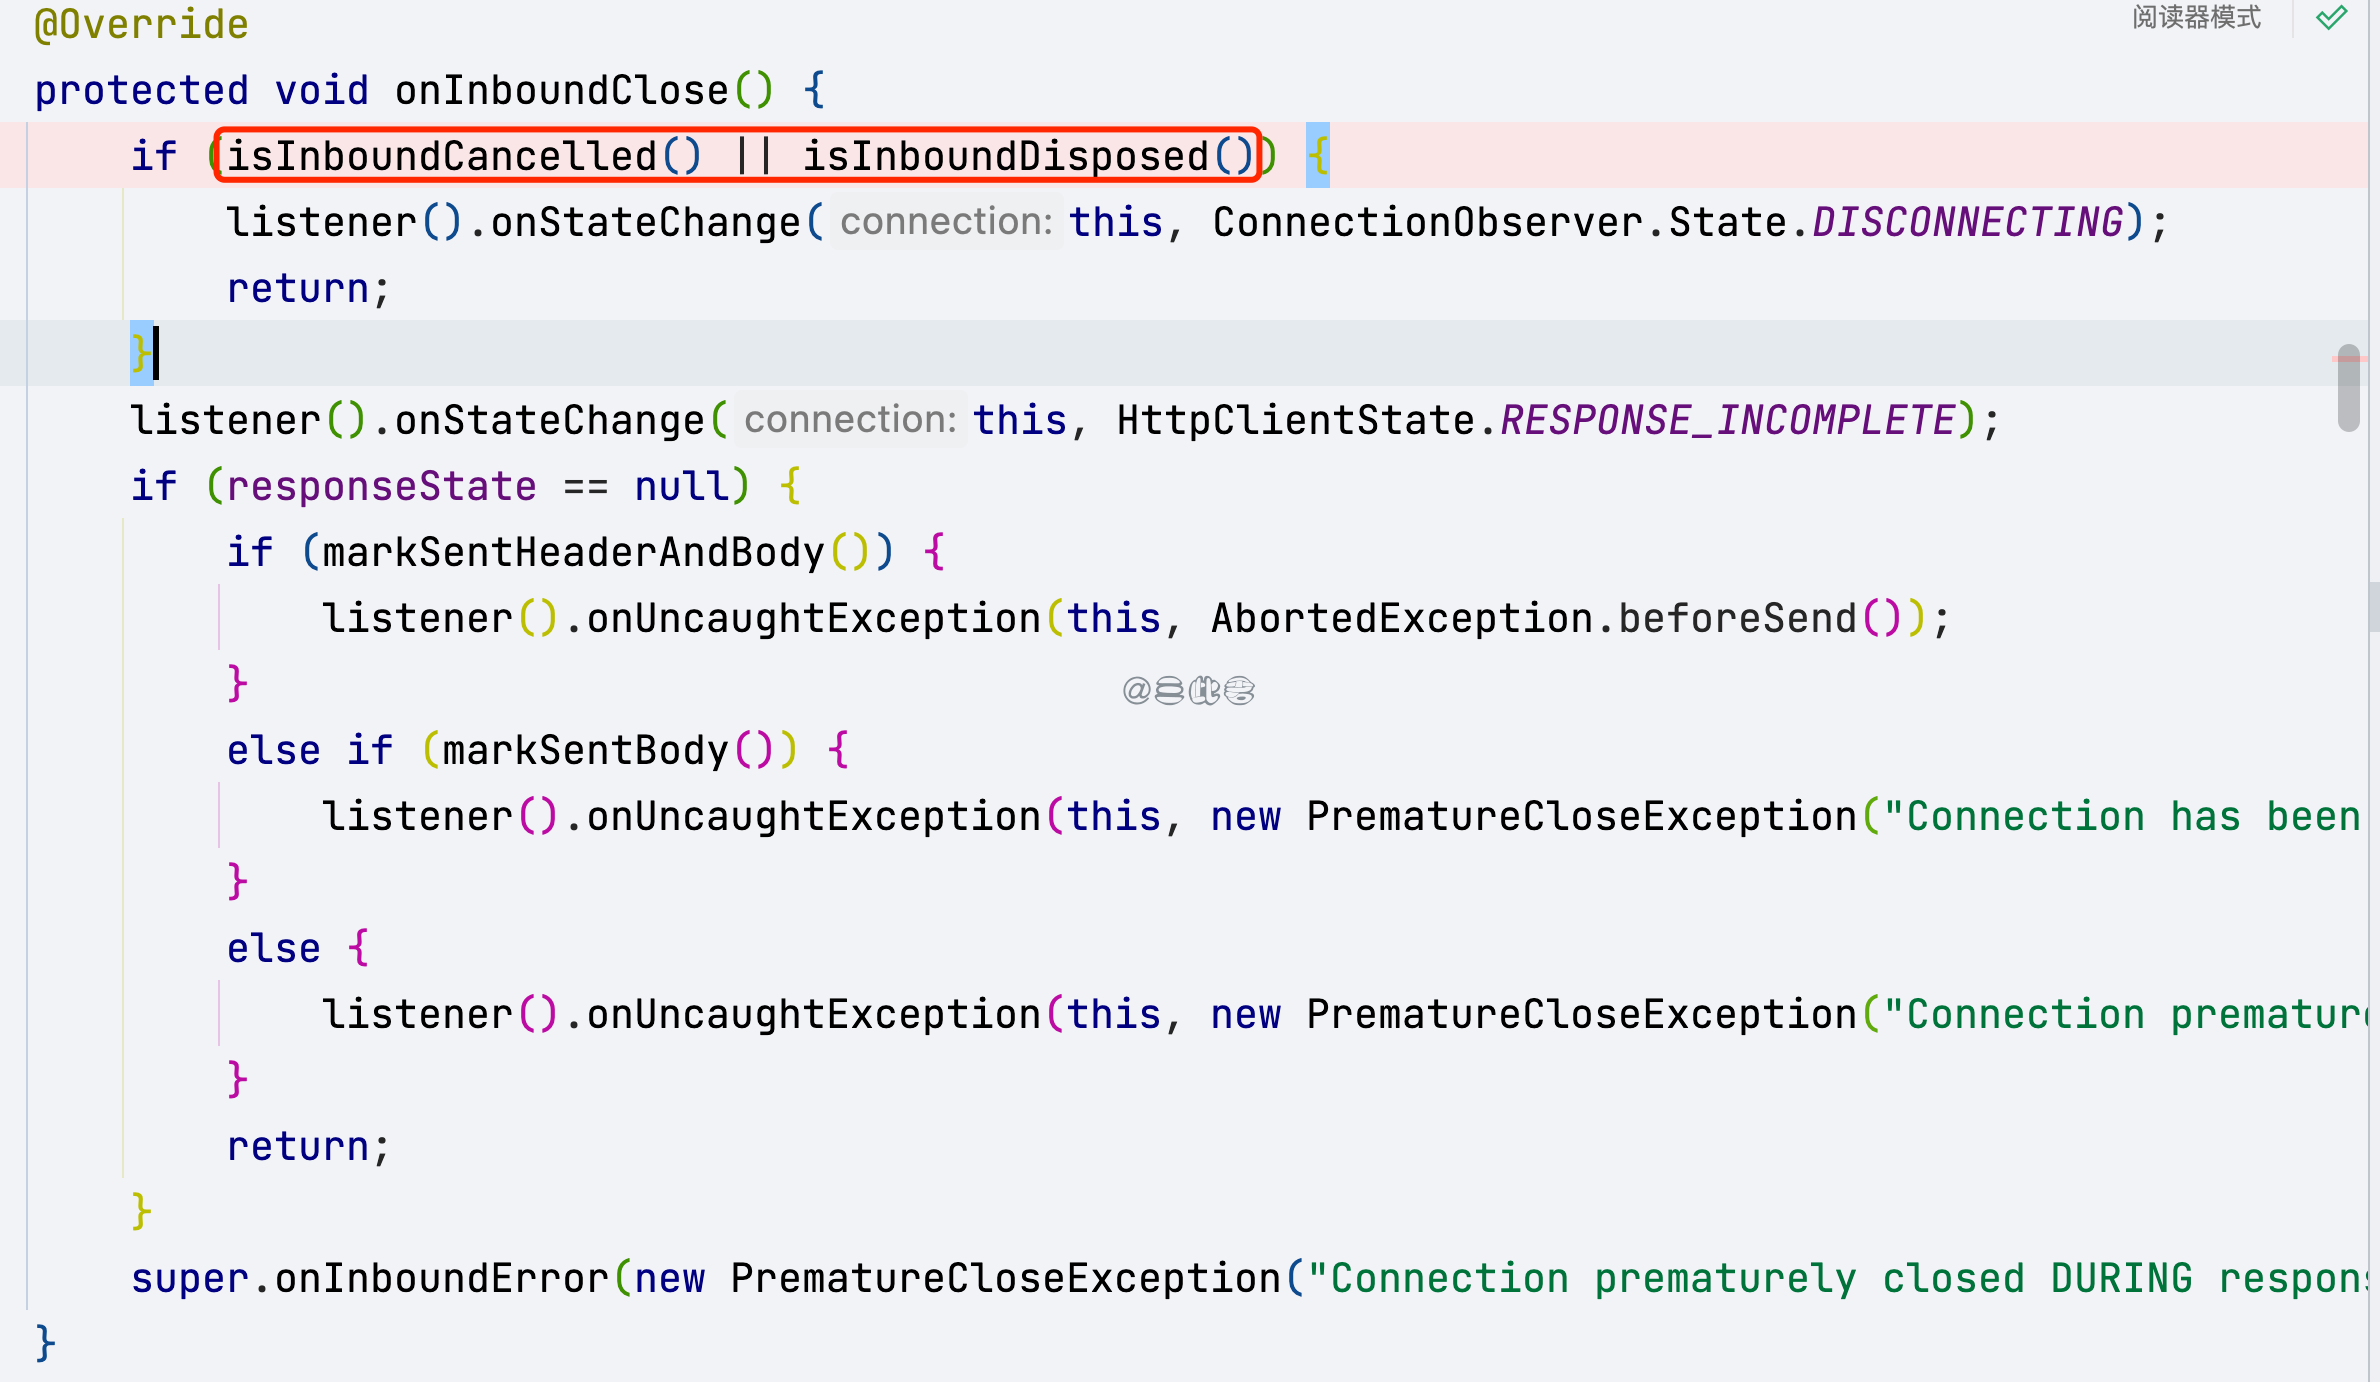 @Override
阅读器模式
protected void onInboundClose() {
if (isInboundCancelled() || isInboundDisposed()) {
listener().onStateChange( connection: this, ConnectionObserver.State.DISCONNECTING);
return;
}
listener().onStateChange( connection: this, HttpClientState.RESPONSE_INCOMPLETE);
if (responseState == null) {
if (markSentHeaderAndBody()) {
listener().onUncaughtException(this, AbortedException.beforeSend());
}
else if (markSentBody()) {
listener().onUncaughtException(this, new PrematureCloseException("Connection has been
}
else {
listener().onUncaughtException(this, new PrematureCloseException("Connection prematur
}
return;
}
super.onInboundError(new PrematureCloseException("Connection prematurely closed DURING respon
}